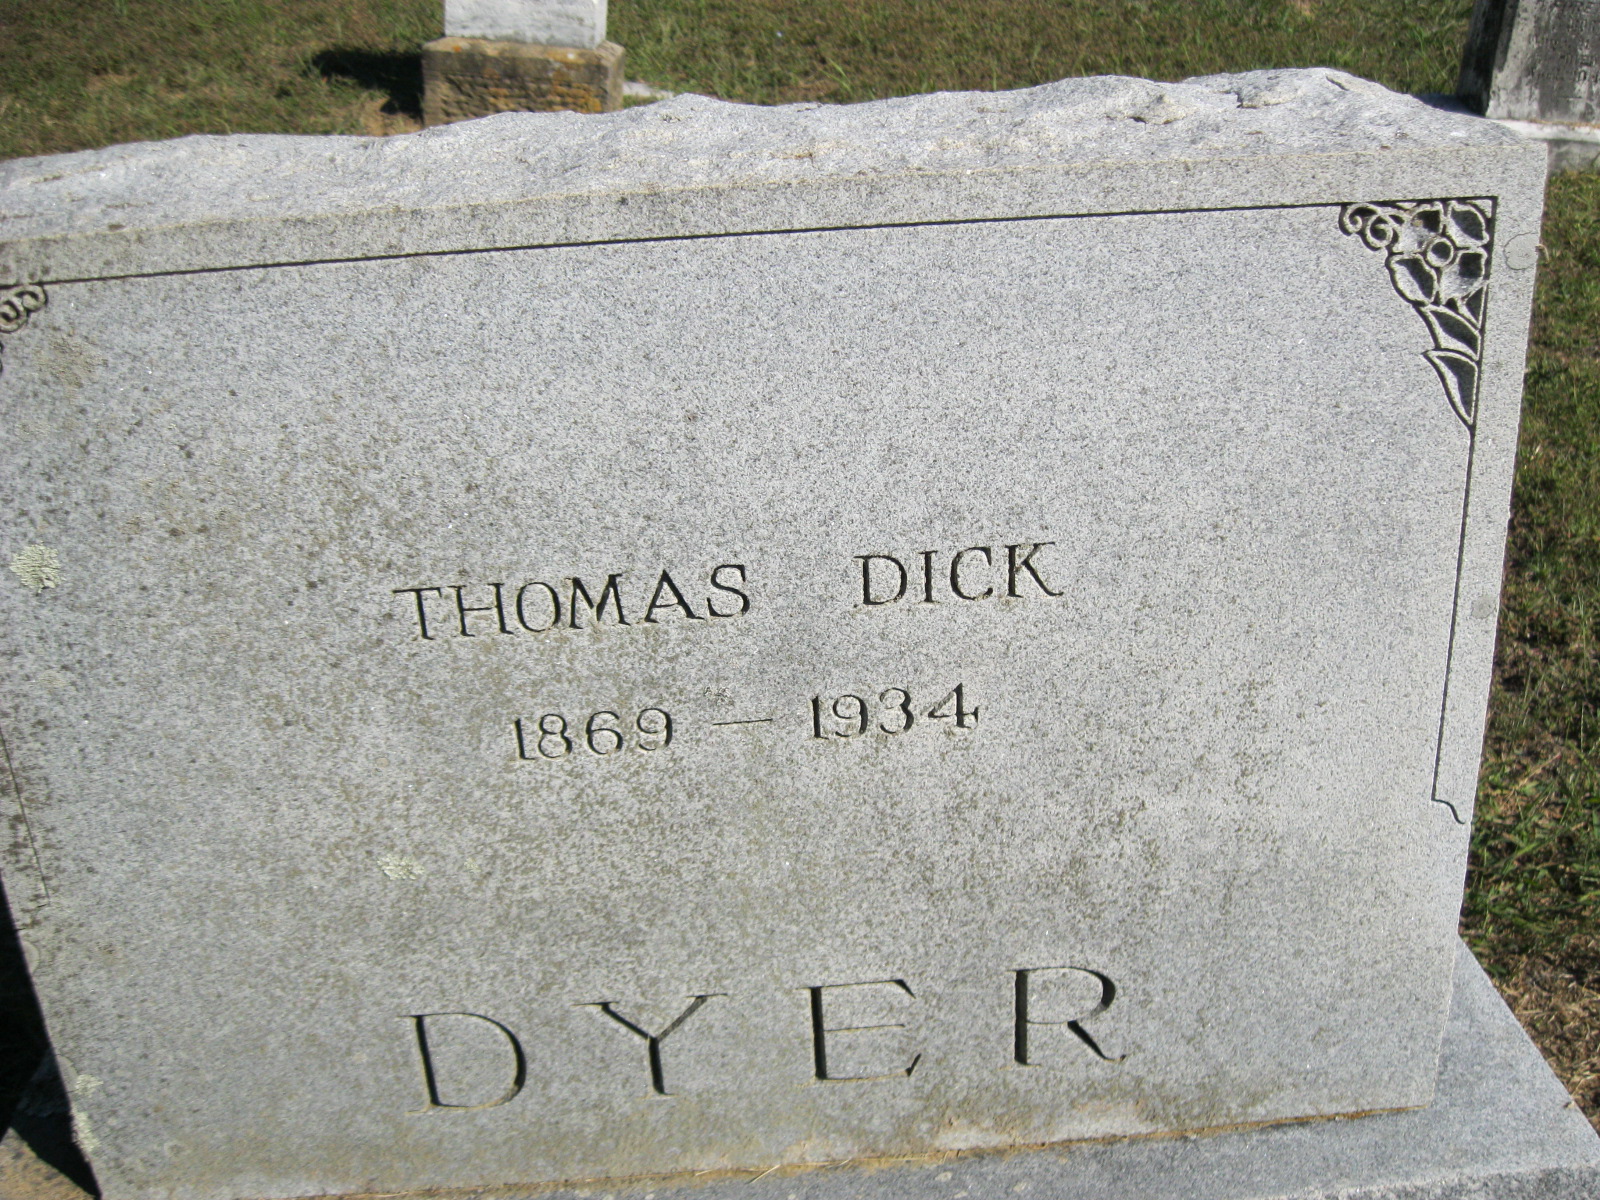 THOMAS DICK
1869 — 1934
DYER